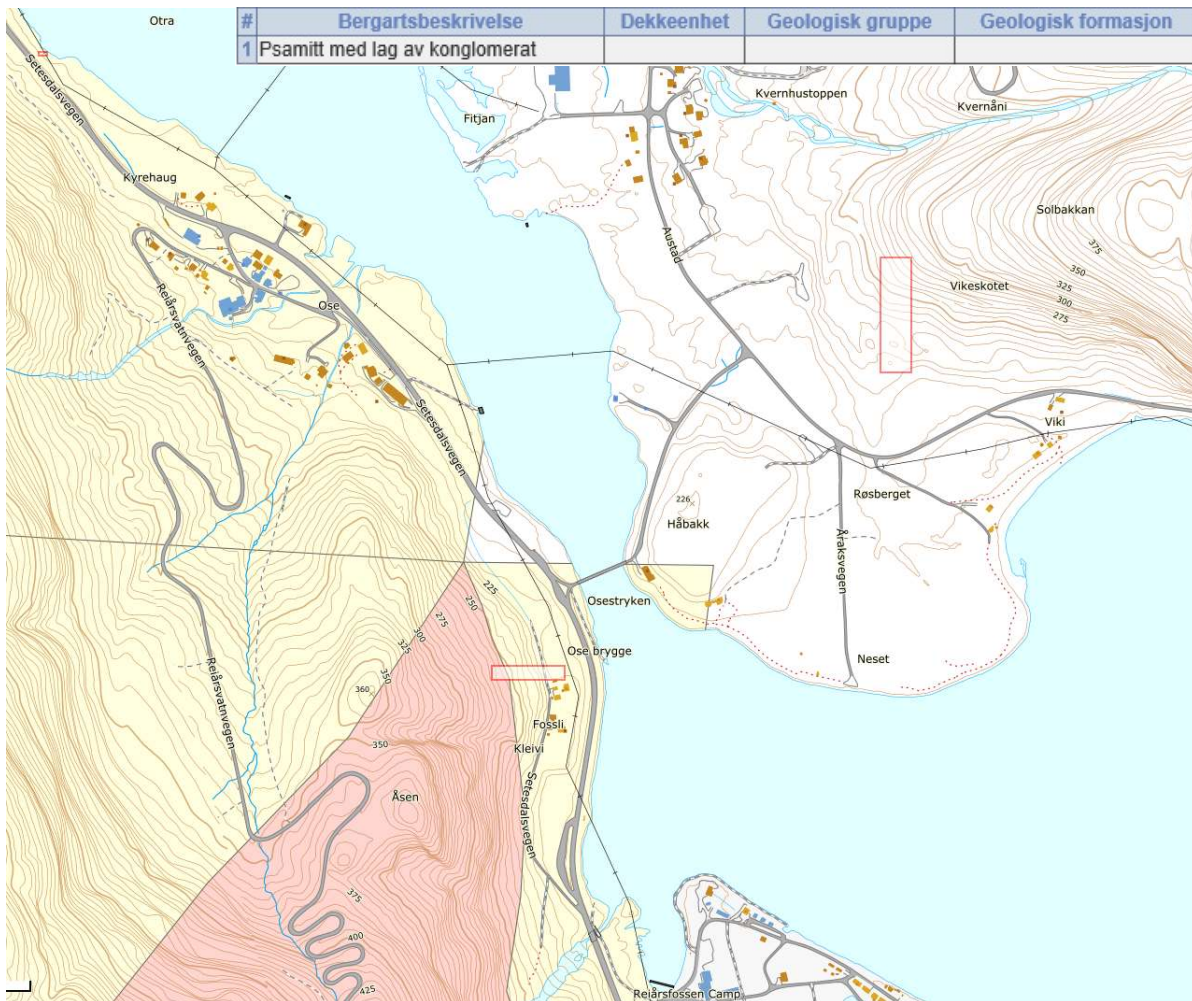 Otra
# Bergartsbeskrivelse Dekkeenhet Geologisk gruppe Geologisk formasjon
1 Psamitt med lag av konglomerat
Setesdalsvegen
Fitjan
Kvernhustoppen
Kvernåni
Kyrehaug
Solbakkan
375
Austad
350
Vikeskotet
325
300
275
Reiårsvatnvegen
Ose
Setesdalsvegen
Viki
226
Håbakk
Røsberget
Åraksvegen
225
250
275
300
325
350
Osestryken
Ose brygge
Neset
Reiårsvatnvegen
360
Fossli
350
Kleivi
Setesdalsvegen
Åsen
375
400
425
Reiårsfossen Camp